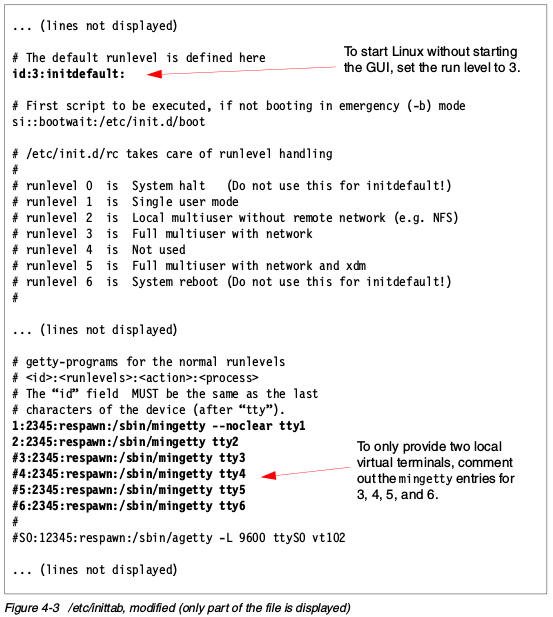 ... (lines not displayed)
# The default runlevel is defined here
id:3:initdefault:
To start Linux without starting
the GUI, set the run level to 3.
# First script to be executed, if not booting in emergency (-b) mode
si::bootwait:/etc/init.d/boot
# /etc/init.d/rc takes care of runlevel handling
#
# runlevel 0  is  System halt   (Do not use this for initdefault!)
# runlevel 1  is  Single user mode
# runlevel 2  is  Local multiuser without remote network (e.g. NFS)
# runlevel 3  is  Full multiuser with network
# runlevel 4  is  Not used
# runlevel 5  is  Full multiuser with network and xdm
# runlevel 6  is  System reboot (Do not use this for initdefault!)
#
... (lines not displayed)
# getty-programs for the normal runlevels
# <id>:<runlevels>:<action>:<process>
# The “id” field  MUST be the same as the last
# characters of the device (after “tty”).
1:2345:respawn:/sbin/mingetty --noclear tty1
2:2345:respawn:/sbin/mingetty tty2
#3:2345:respawn:/sbin/mingetty tty3
#4:2345:respawn:/sbin/mingetty tty4
#5:2345:respawn:/sbin/mingetty tty5
#6:2345:respawn:/sbin/mingetty tty6
To only provide two local
virtual terminals, comment
out the mingetty entries for
3, 4, 5, and 6.
#
#S0:12345:respawn:/sbin/agetty -L 9600 ttyS0 vt102
... (lines not displayed)
Figure 4-3   /etc/inittab, modified (only part of the file is displayed)